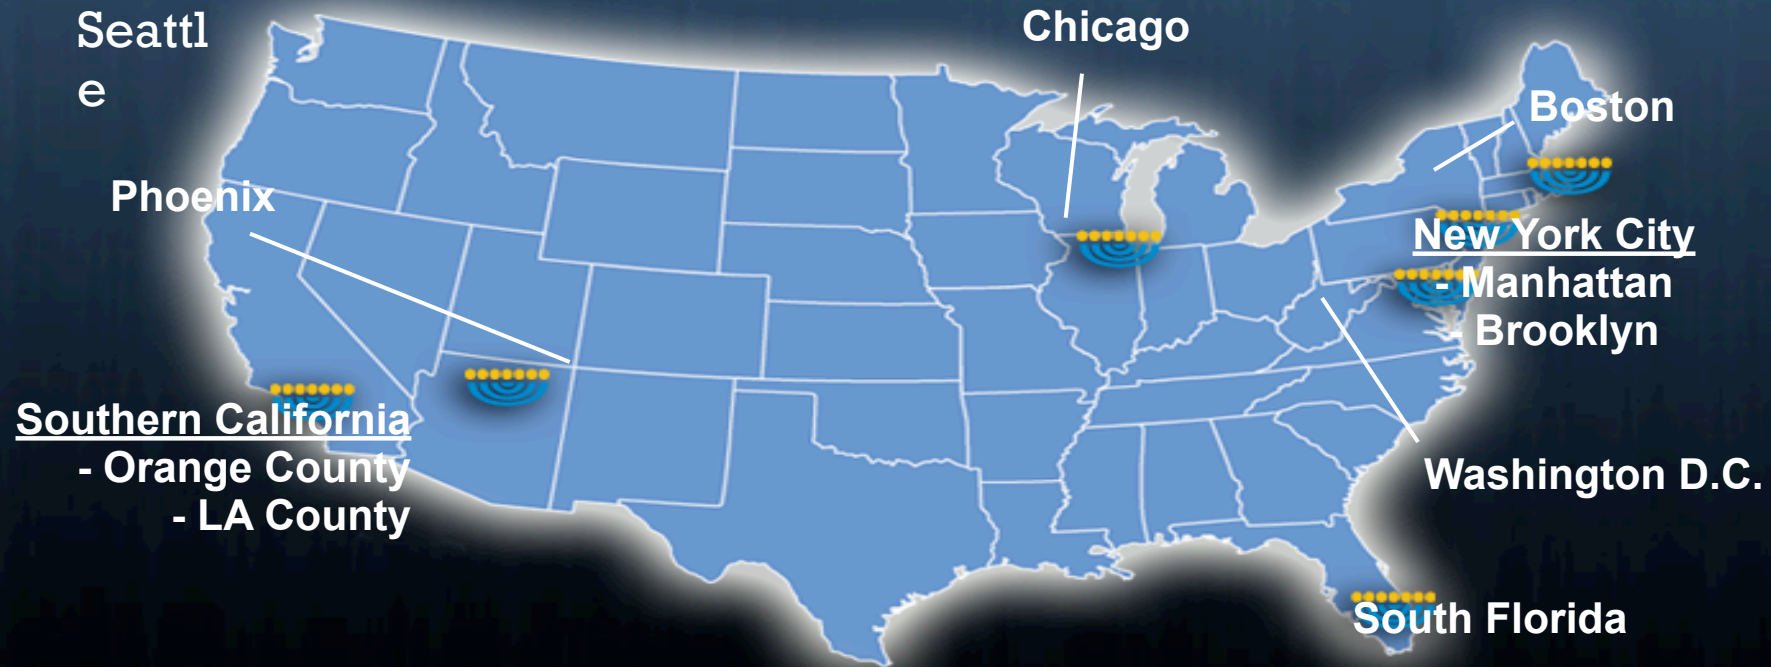 Seattl
e
Chicago
Boston
Phoenix
New York City
- Manhattan
- Brooklyn
Southern California
- Orange County
- LA County
Washington D.C.
South Florida